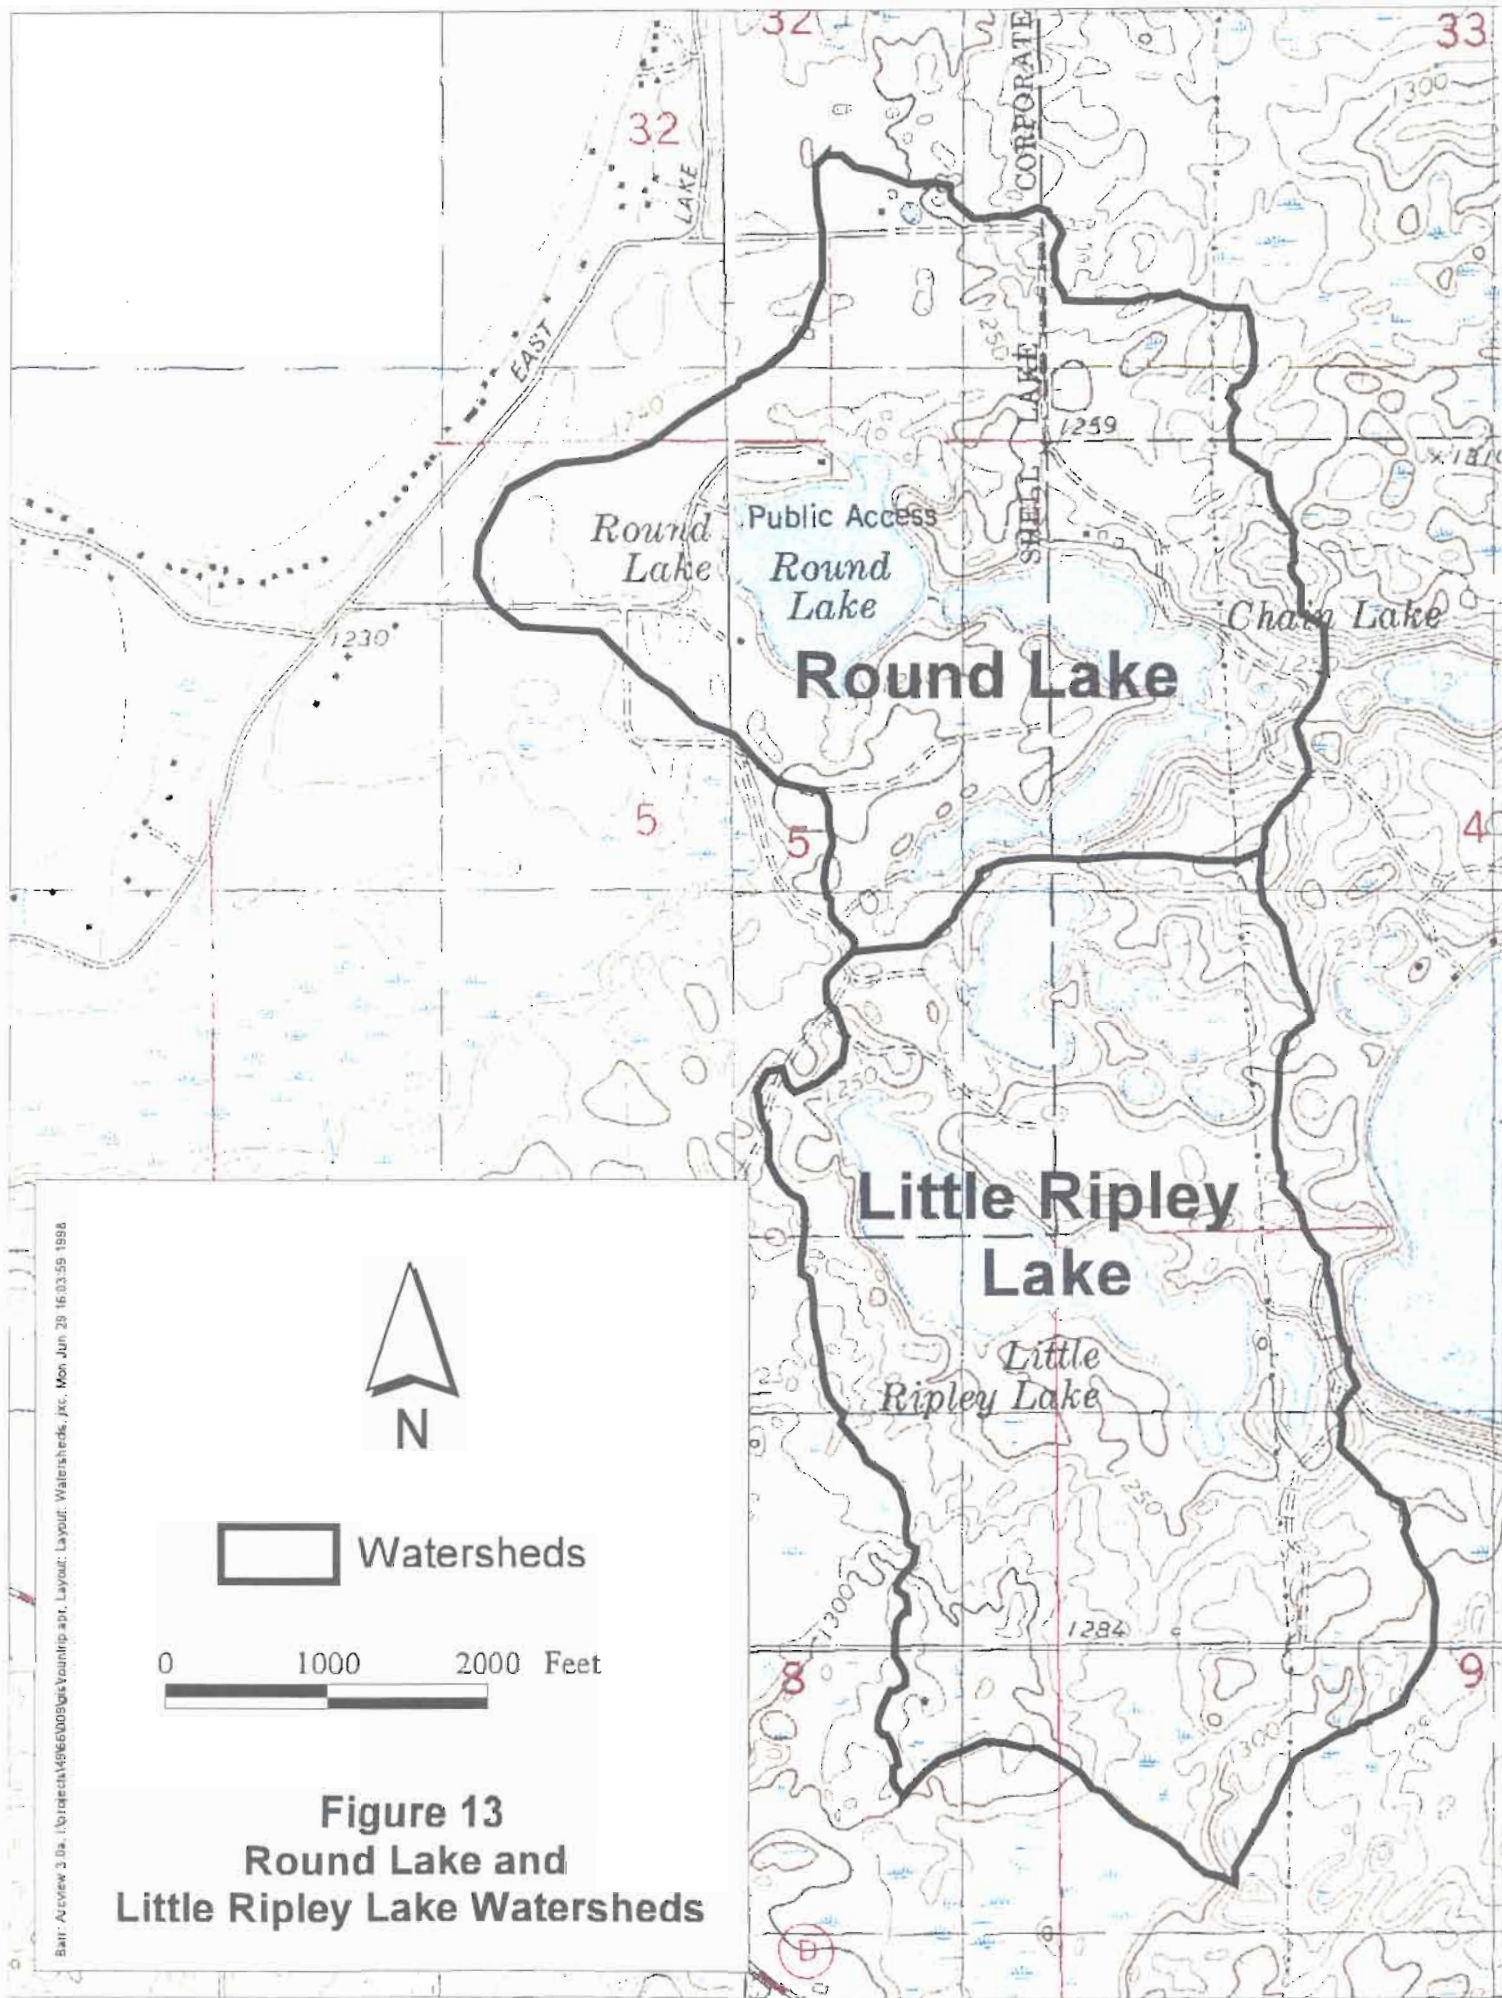 32
CORPORATE
33
1300
32
LAKE
1250
EAST
SHELL LAKE
1240
1259
Public Access
Round
Lake
Round
Lake
Chain Lake
1230
Round Lake
5
5
4
Little Ripley
Lake
Little
Ripley Lake
N
Watersheds
1300
1284
0 1000 2000 Feet
8
9
1300
Figure 13
Round Lake and
Little Ripley Lake Watersheds
D